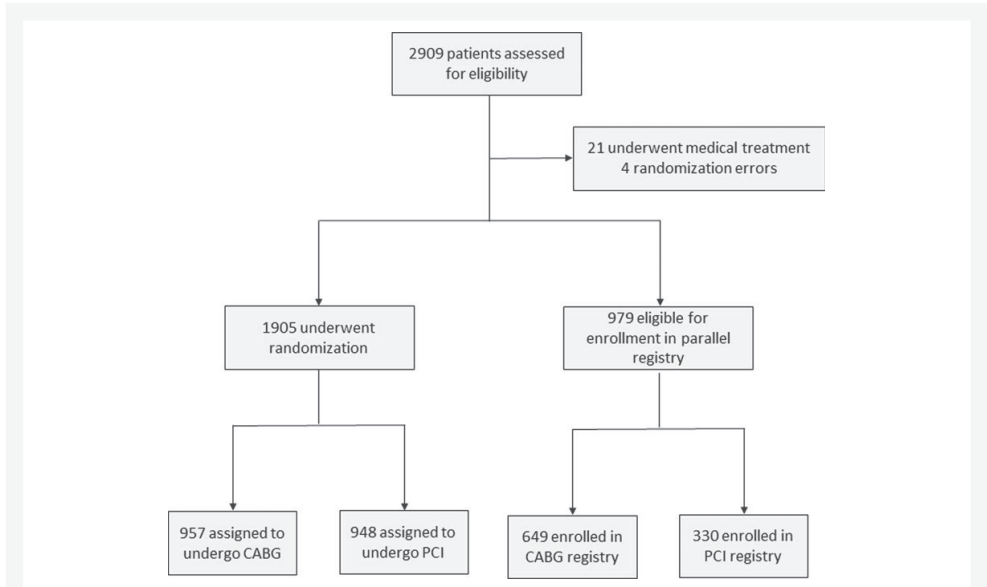 2909 patients assessed
for eligibility
21 underwent medical treatment
4 randomization errors
1905 underwent
randomization
979 eligible for
enrollment in parallel
registry
957 assigned to
undergo CABG
948 assigned to
undergo PCI
649 enrolled in
CABG registry
330 enrolled in
PCI registry